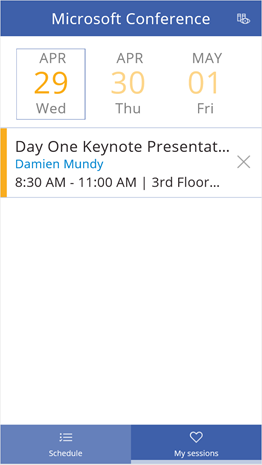 Microsoft Conference
APR APR MAY
29 30 01
Wed Thu Fri
Day One Keynote Presentat...
Damien Mundy
8:30 AM - 11:00 AM | 3rd Floor...
Schedule My sessions